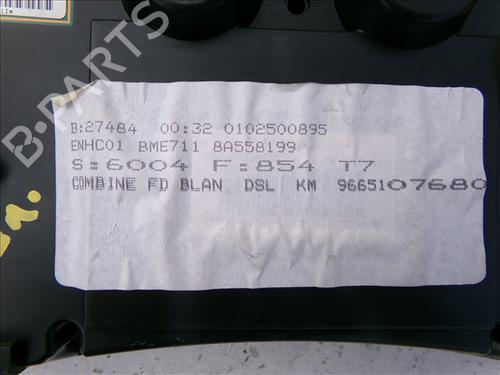 B-PARTS
B:27484 00:32 0102500895
ENHC01 BME711 8A558199
S:6004 F:854 T7
COMBINE FD BLAN DSL KM 9665107680